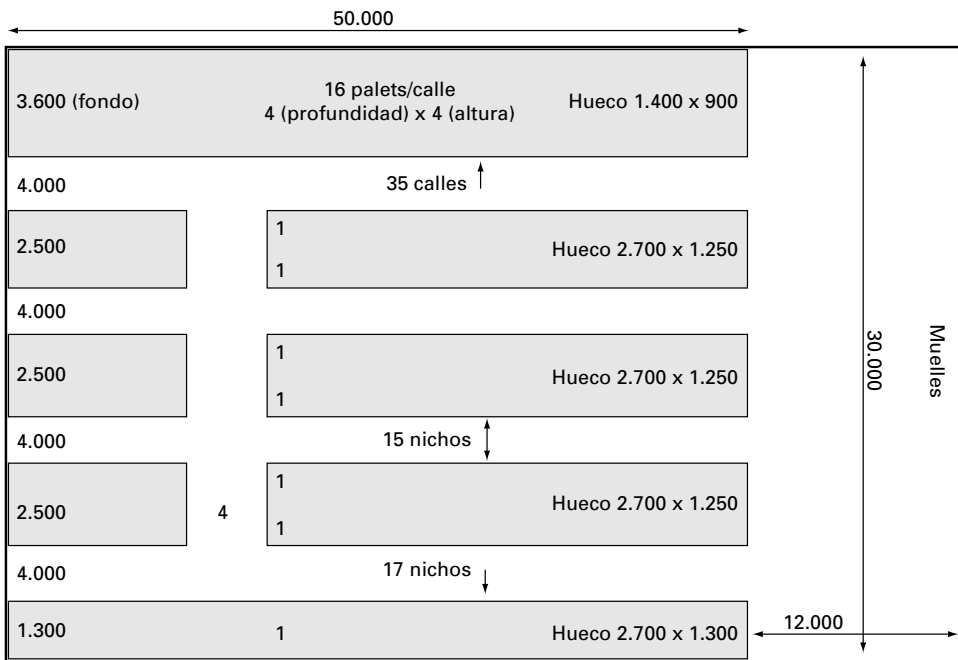 50.000
3.600 (fondo)
16 palets/calle
4 (profundidad) x 4 (altura)
Hueco 1.400 x 900
4.000
35 calles
2.500
1
1
Hueco 2.700 x 1.250
4.000
2.500
1
1
Hueco 2.700 x 1.250
30.000
Muelles
4.000
15 nichos
2.500
4
1
1
Hueco 2.700 x 1.250
4.000
17 nichos
1.300
1
Hueco 2.700 x 1.300
12.000